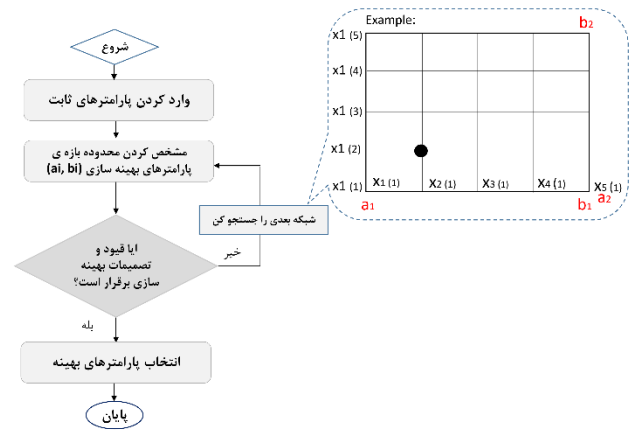 شروع
وارد کردن پارامترهای ثابت
مشخص کردن محدوده بازه ی
پارامترهای بهینه سازی (ai, bi)
شبکه بعدی را جستجو کن
ایا قیود و
تصمیمات بهینه
سازی برقرار است؟
خبر
بله
انتخاب پارامترهای بهینه
پایان
Example:
b2
x1 (5)
x1 (4)
x1 (3)
x1 (2)
x1 (1) x1 (1) x2 (1) x3 (1) x4 (1) x5 (1)
a1 b1 a2